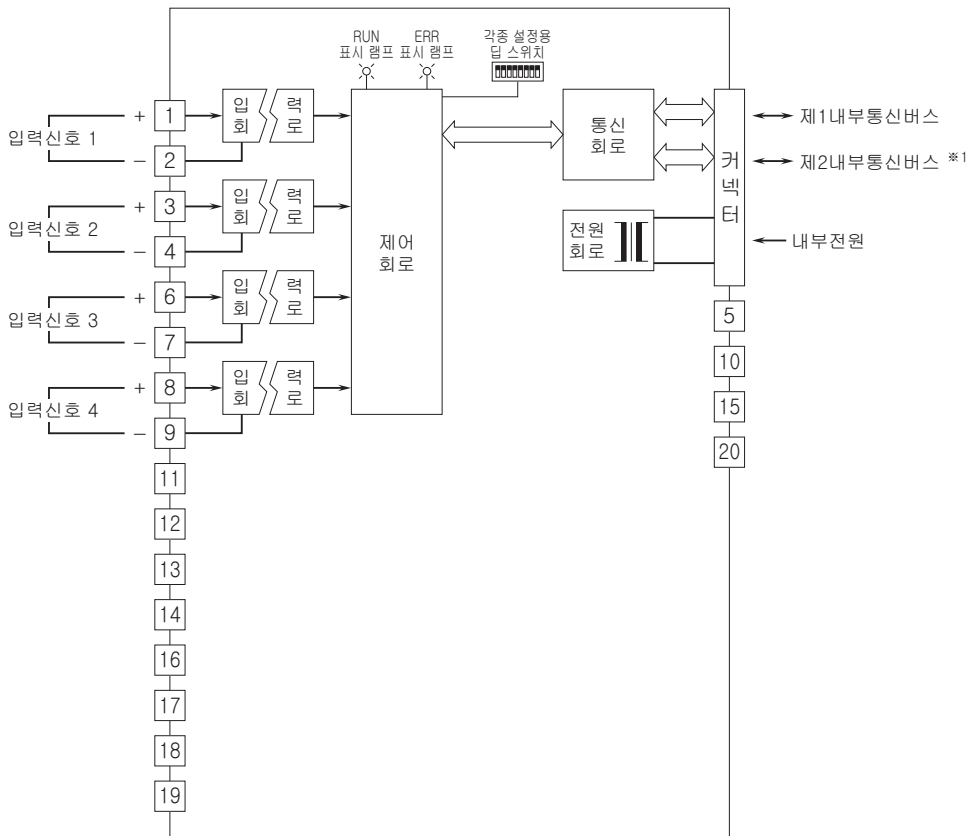 RUN
표시 램프
ERR
표시 램프
각종 설정용
딥 스위치
입력신호 1
+
−
1
2
입 력
회 로
입력신호 2
+
−
3
4
입 력
회 로
입력신호 3
+
−
6
7
입 력
회 로
입력신호 4
+
−
8
9
입 력
회 로
제어
회로
통신
회로
전원
회로
커넥터
제1내부통신버스
제2내부통신버스 ※1
내부전원
5
10
15
20
11
12
13
14
16
17
18
19